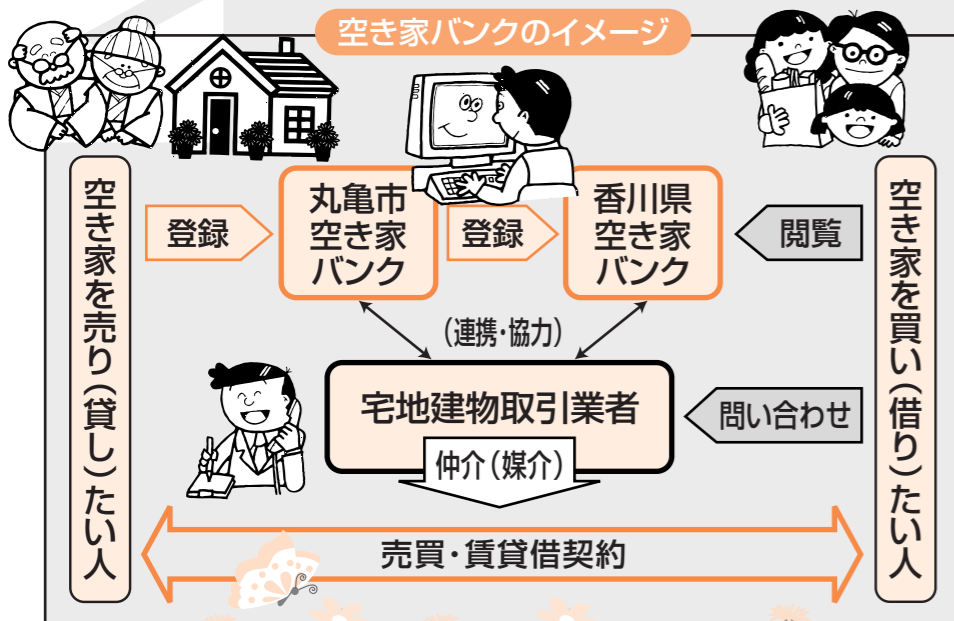 空き家バンクのイメージ
空き家を売り(貸し)たい人
登録
丸亀市
空き家
バンク
登録
香川県
空き家
バンク
閲覧
空き家を買い(借り)たい人
(連携・協力)
宅地建物取引業者
問い合わせ
仲介(媒介)
売買・賃貸借契約